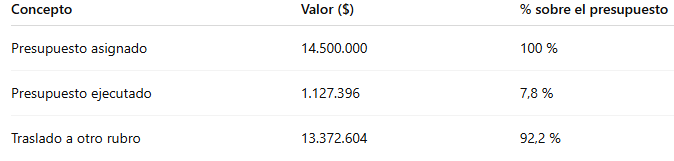 Concepto Valor ($) % sobre el presupuesto
Presupuesto asignado 14.500.000 100 %
Presupuesto ejecutado 1.127.396 7,8 %
Traslado a otro rubro 13.372.604 92,2 %